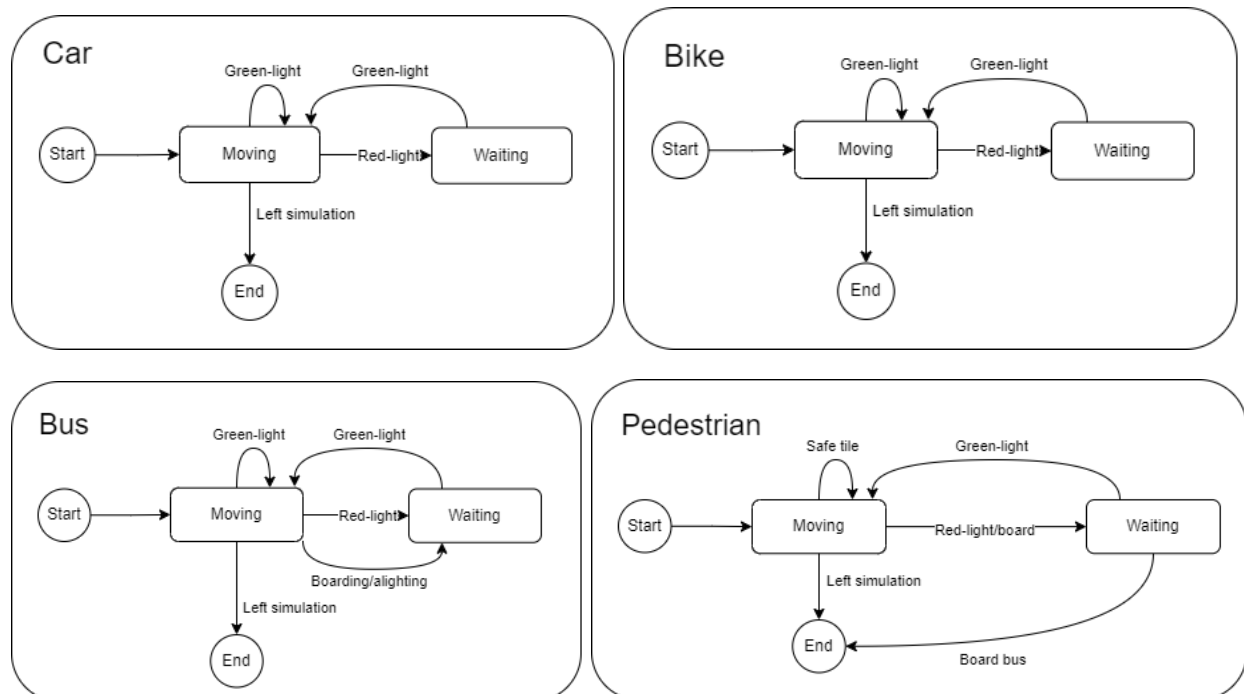 Car
Green-light
Green-light
Start
Moving
Red-light
Waiting
Left simulation
End
Bike
Green-light
Green-light
Start
Moving
Red-light
Waiting
Left simulation
End
Bus
Green-light
Green-light
Start
Moving
Red-light
Waiting
Boarding/alighting
Left simulation
End
Pedestrian
Safe tile
Green-light
Start
Moving
Red-light/board
Waiting
Left simulation
End
Board bus